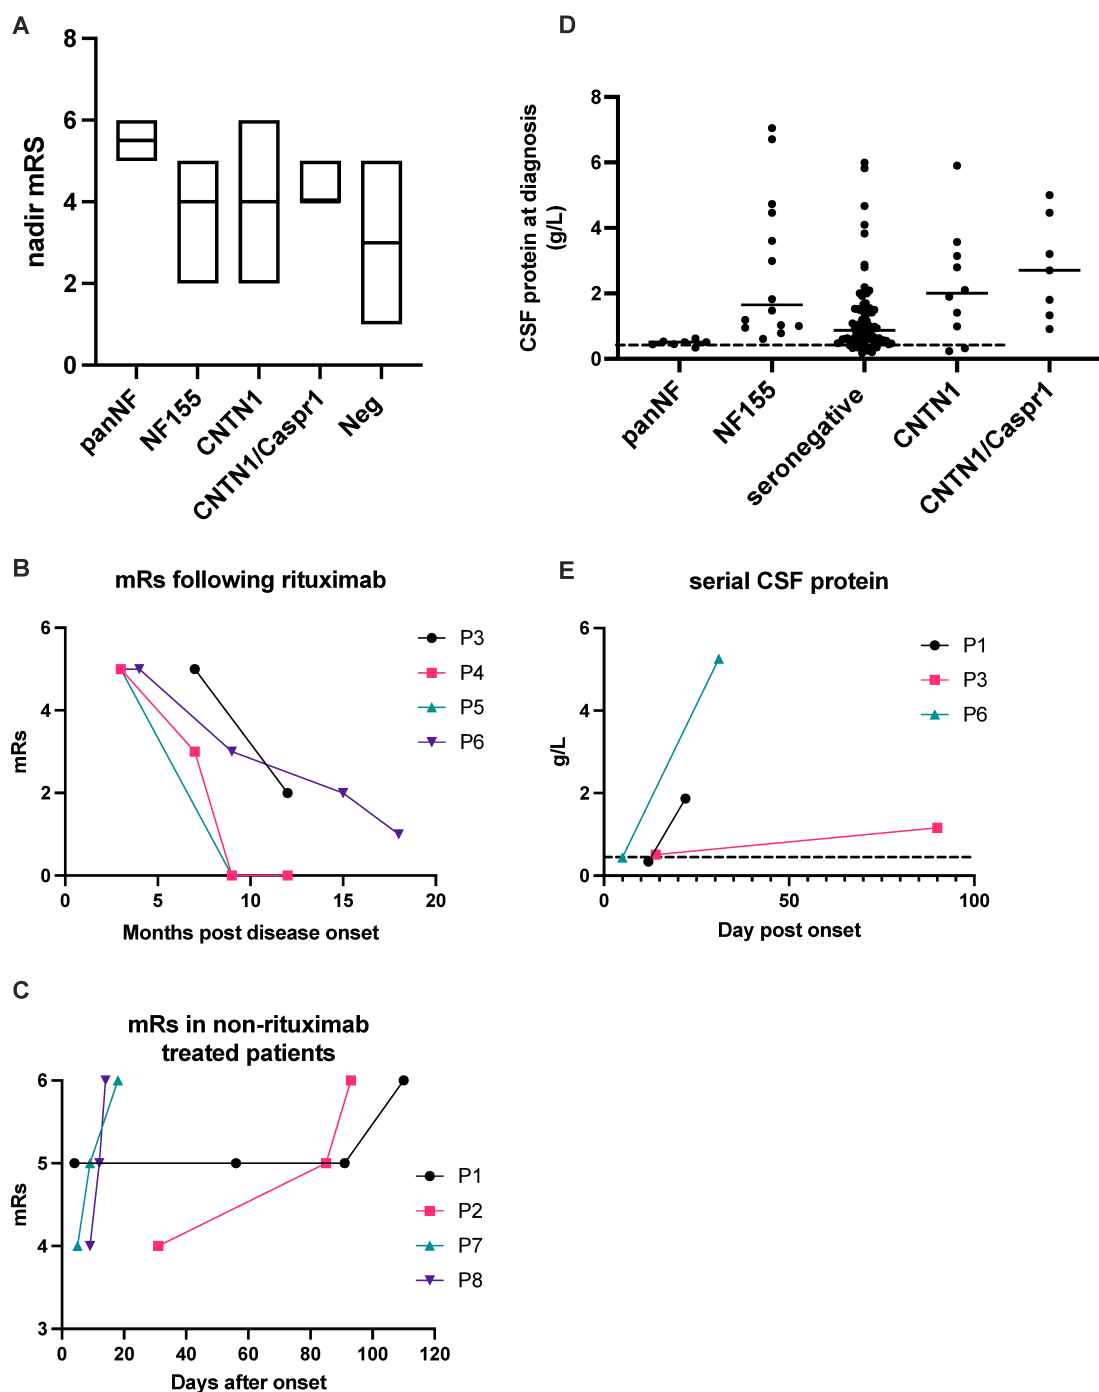 A
8
6
4
2
0
nadir mRS
panNF
NF155
CNTN1
CNTN1/Caspr1
Neg
D
8
6
4
2
0
CSF protein at diagnosis
(g/L)
panNF
NF155
seronegative
CNTN1
CNTN1/Caspr1
B
mRs following rituximab
6
4
2
0
mRs
0
5
10
15
20
Months post disease onset
P3
P4
P5
P6
E
serial CSF protein
6
4
2
0
g/L
0
50
100
Day post onset
P1
P3
P6
C
mRs in non-rituximab
treated patients
6
5
4
3
mRs
0
20
40
60
80
100
120
Days after onset
P1
P2
P7
P8